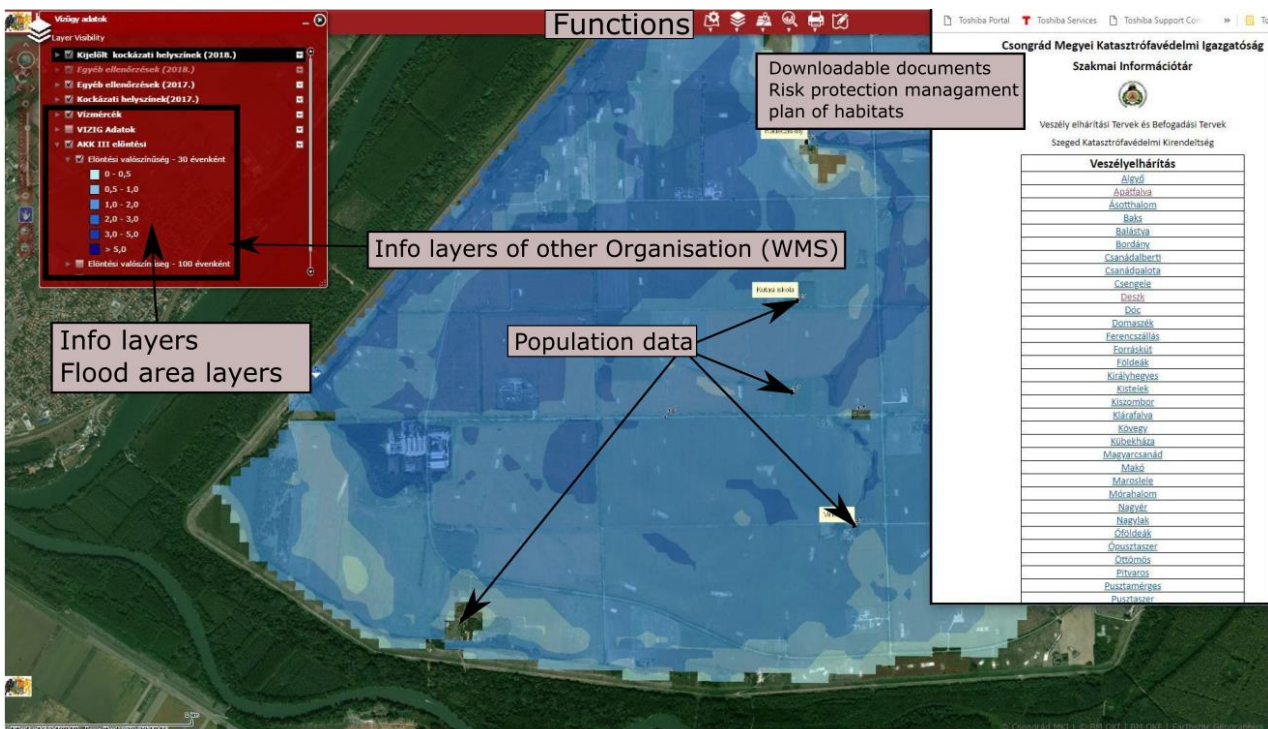 Vízügy adatok
Layer Visibility
Kijelölt kockázati helyszínek (2018.)
Egyéb ellenőrzések (2018.)
Egyéb ellenőrzések (2017.)
Kockázati helyszínek(2017.)
Vízmércék
VIZIG Adatok
AKK III elöntési
Elöntési valószínűség - 30 évenként
0 - 0,5
0,5 - 1,0
1,0 - 2,0
2,0 - 3,0
3,0 - 5,0
> 5,0
Elöntési valószínűség - 100 évenként
Functions
Downloadable documents
Risk protection managament
plan of habitats
Info layers of other Organisation (WMS)
Info layers
Flood area layers
Population data
Kutasi iskola
Toshiba Portal
Toshiba Services
Toshiba Support Con
Csongrád Megyei Katasztrófavédelmi Igazgatóság
Szakmai Információtár
Veszély elhárítási Tervek és Befogadási Tervek
Szeged Katasztrófavédelmi Kirendeltség
Veszélyelhárítás
Algyő
Apátfalva
Ásotthalom
Baks
Balástya
Bordány
Csanádalberti
Csanádpalota
Csengele
Deszk
Dóc
Domaszék
Ferencszállás
Forráskút
Földeák
Királyhegyes
Kistelek
Kiszombor
Klárafalva
Kövegy
Kübekháza
Magyarcsanád
Makó
Maroslele
Mórahalom
Nagyér
Nagylak
Óföldeák
Ópusztaszer
Öttömös
Pitvaros
Pusztamérges
Pusztaszer